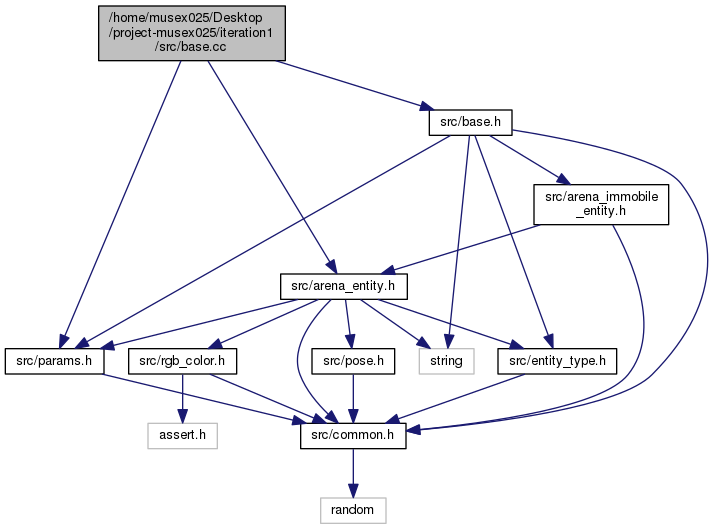 /home/musex025/Desktop
/project-musex025/iteration1
/src/base.cc
src/base.h
src/arena_immobile
_entity.h
src/arena_entity.h
src/params.h
src/rgb_color.h
src/pose.h
string
src/entity_type.h
assert.h
src/common.h
random